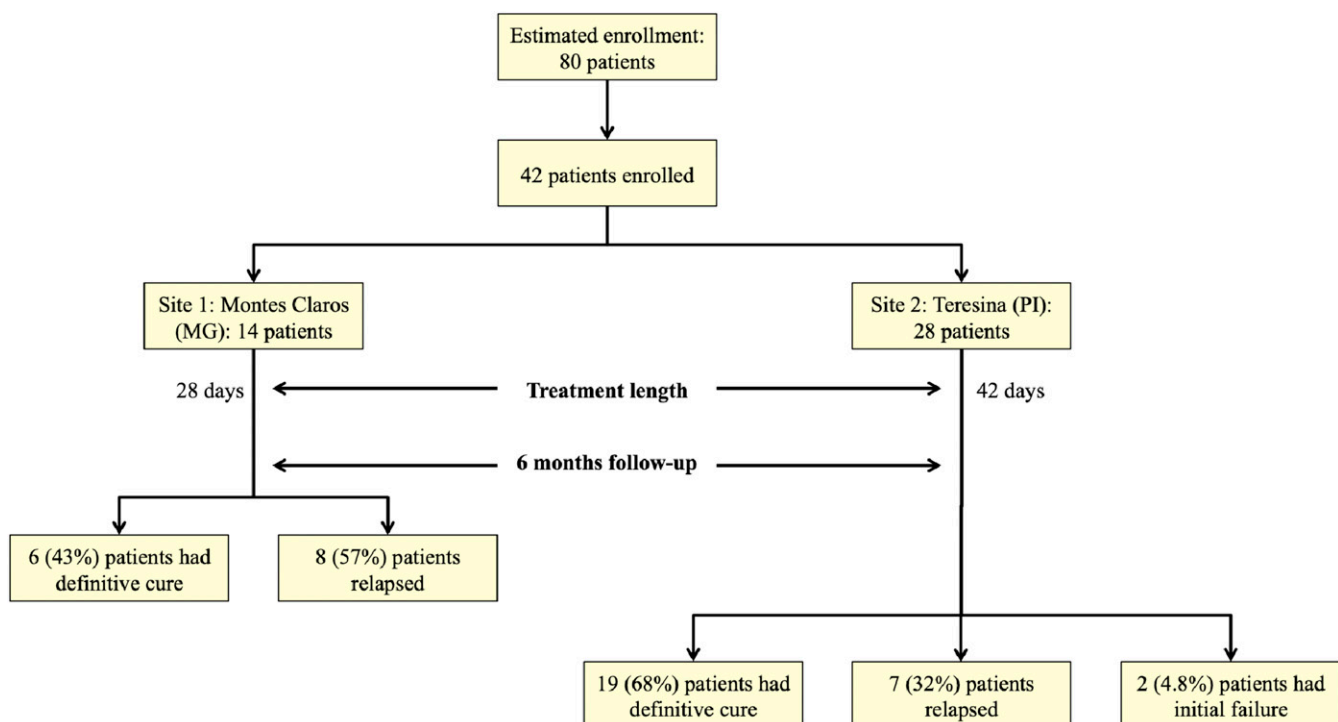 Estimated enrollment:
80 patients
42 patients enrolled
Site 1: Montes Claros
(MG): 14 patients
Site 2: Teresina (PI):
28 patients
28 days
Treatment length
42 days
6 months follow-up
6 (43%) patients had
definitive cure
8 (57%) patients
relapsed
19 (68%) patients had
definitive cure
7 (32%) patients
relapsed
2 (4.8%) patients had
initial failure